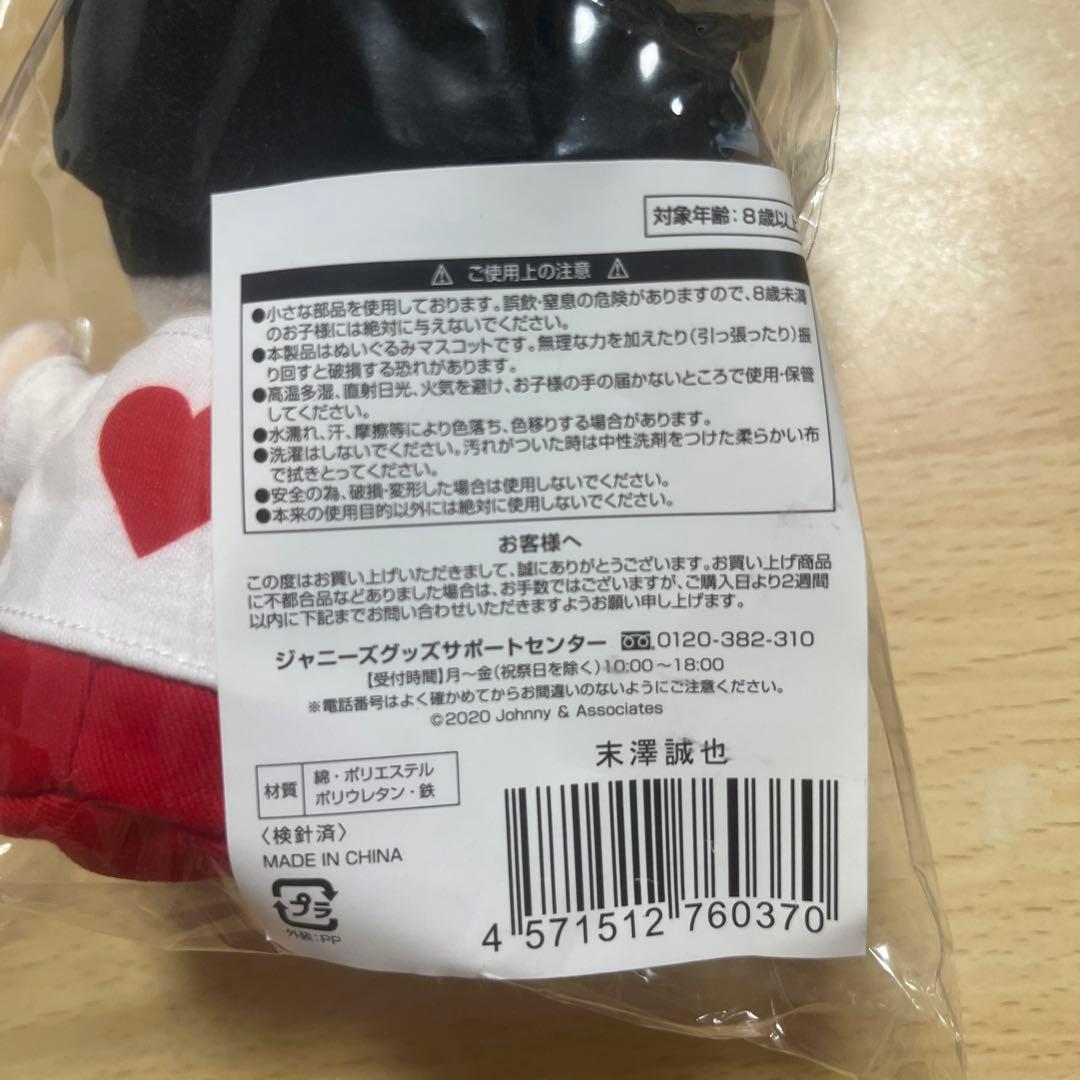 対象年齢:8歳以上
⚠ ご使用上の注意 ⚠
●小さな部品を使用しております。誤飲・窒息の危険がありますので、8歳未満
のお子様には絶対に与えないでください。
●本製品はぬいぐるみマスコットです。無理な力を加えたり(引っ張ったり)振
り回すと破損する恐れがあります。
●高温多湿、直射日光、火気を避け、お子様の手の届かないところで使用・保管
してください。
●水濡れ、汗、摩擦等により色落ち、色移りする場合があります。
●洗濯はしないでください。汚れがついた時は中性洗剤をつけた柔らかい布
で拭きとってください。
●安全の為、破損・変形した場合は使用しないでください。
●本来の使用目的以外には絶対に使用しないでください。
お客様へ
この度はお買い上げいただきまして、誠にありがとうございます。お買い上げ商品
に不都合品などありました場合は、お手数ではございますが、ご購入日より2週間
以内に下記までお問い合わせいただきますようお願い申し上げます。
ジャニーズグッズサポートセンター 0120-382-310
【受付時間】月〜金(祝祭日を除く)10:00〜18:00
※電話番号はよく確かめてからお間違いのないようにご注意ください。
©2020 Johnny & Associates
末澤誠也
材質 綿・ポリエステル
ポリウレタン・鉄
〈検針済〉
MADE IN CHINA
プラ
外装:PP
4 571512 760370